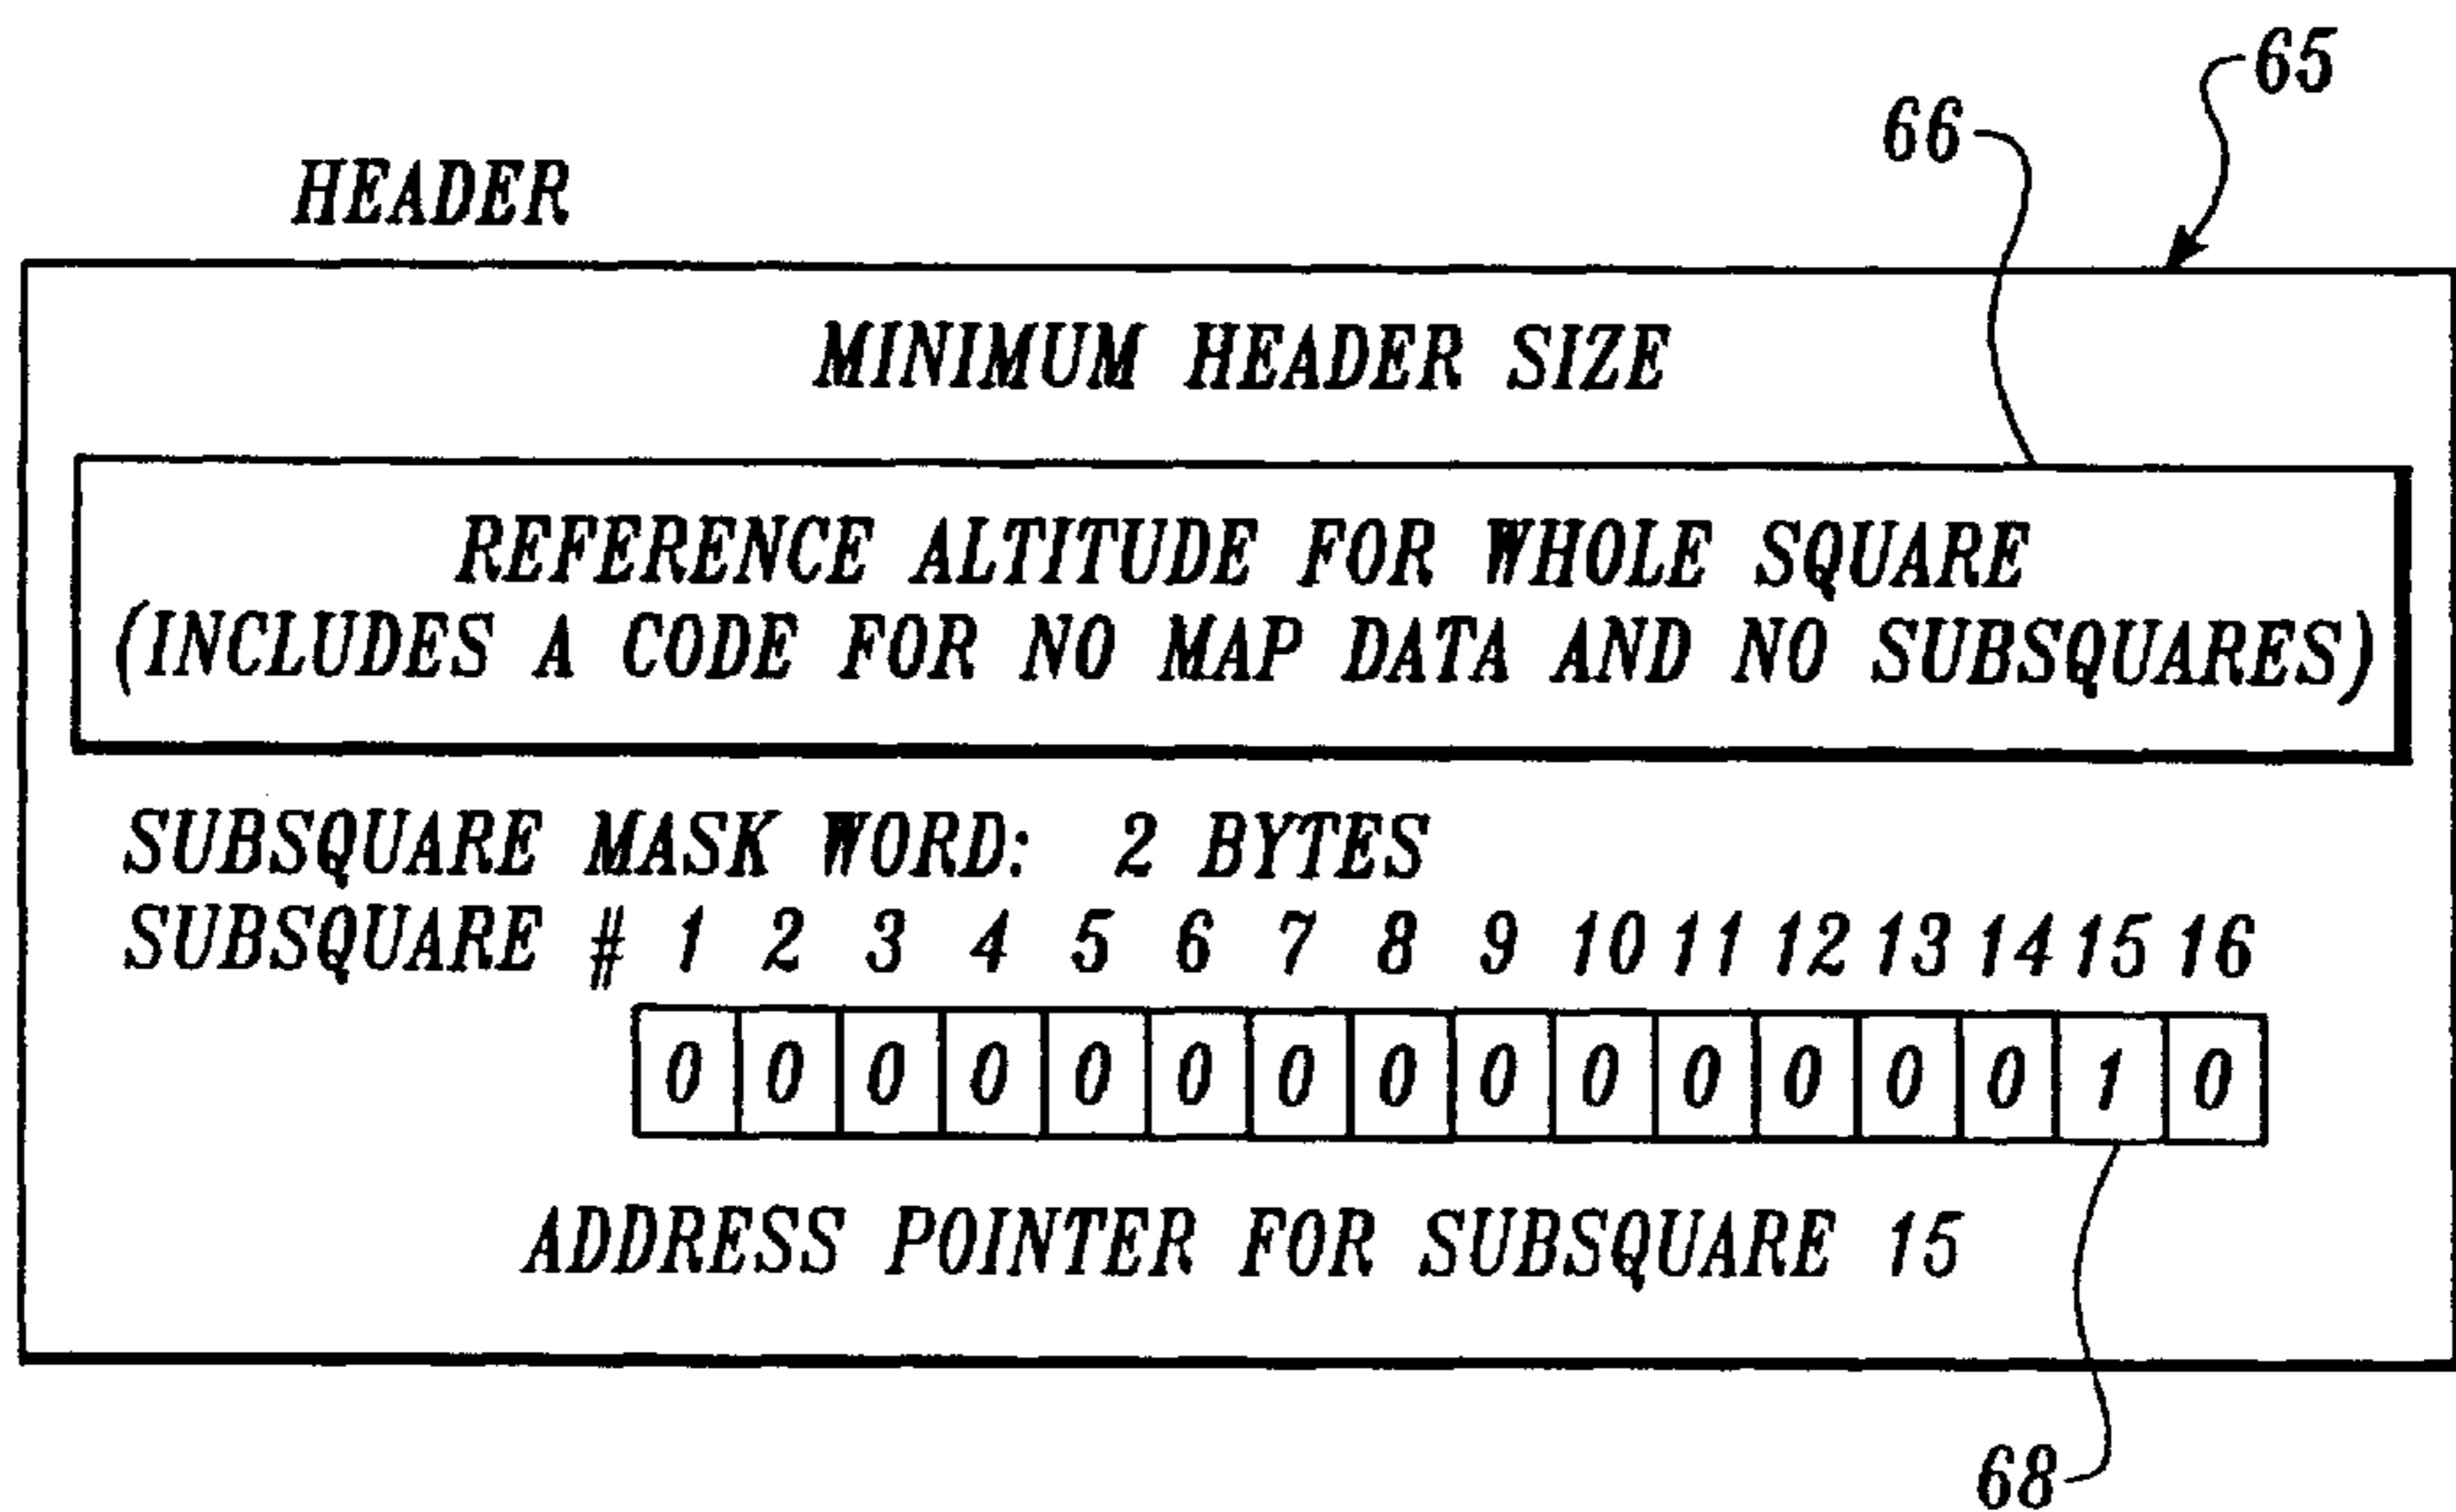 65
66
HEADER
MINIMUM HEADER SIZE
REFERENCE ALTITUDE FOR WHOLE SQUARE
(INCLUDES A CODE FOR NO MAP DATA AND NO SUBSQUARES)
SUBSQUARE MASK WORD: 2 BYTES
SUBSQUARE # 1 2 3 4 5 6 7 8 9 10 11 12 13 14 15 16
0 0 0 0 0 0 0 0 0 0 0 0 0 0 1 0
ADDRESS POINTER FOR SUBSQUARE 15
68